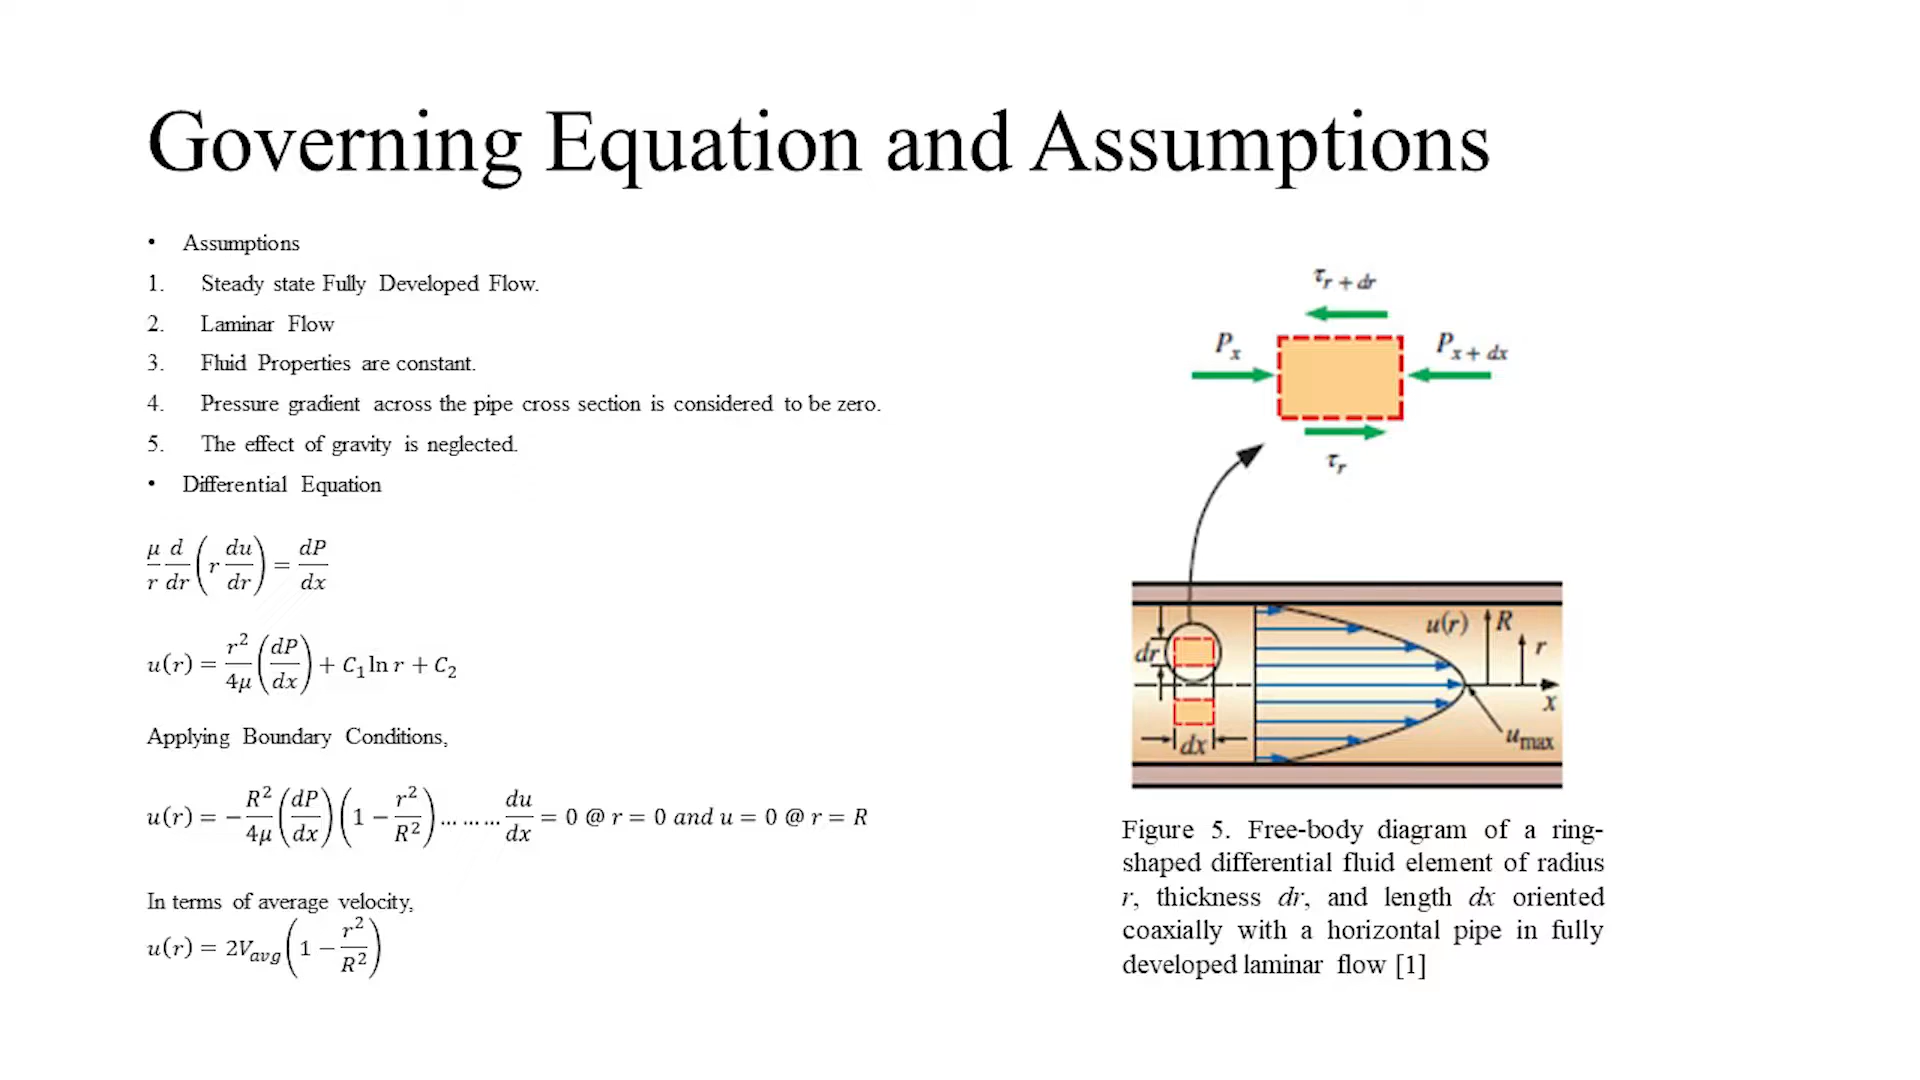 Governing Equation and Assumptions
• Assumptions
1. Steady state Fully Developed Flow.
2. Laminar Flow
3. Fluid Properties are constant.
4. Pressure gradient across the pipe cross section is considered to be zero.
5. The effect of gravity is neglected.
• Differential Equation
μ/r d/dr (r du/dr) = dP/dx
u(r) = r²/4μ (dP/dx) + C₁ ln r + C₂
Applying Boundary Conditions,
u(r) = −R²/4μ (dP/dx) (1 − r²/R²) … … … du/dx = 0 @ r = 0 and u = 0 @ r = R
In terms of average velocity,
u(r) = 2V_avg (1 − r²/R²)
τ_r + dr
P_x
P_x + dx
τ_r
u(r)
R
r
dr
x
dx
u_max
Figure 5. Free-body diagram of a ring-
shaped differential fluid element of radius
r, thickness dr, and length dx oriented
coaxially with a horizontal pipe in fully
developed laminar flow [1]